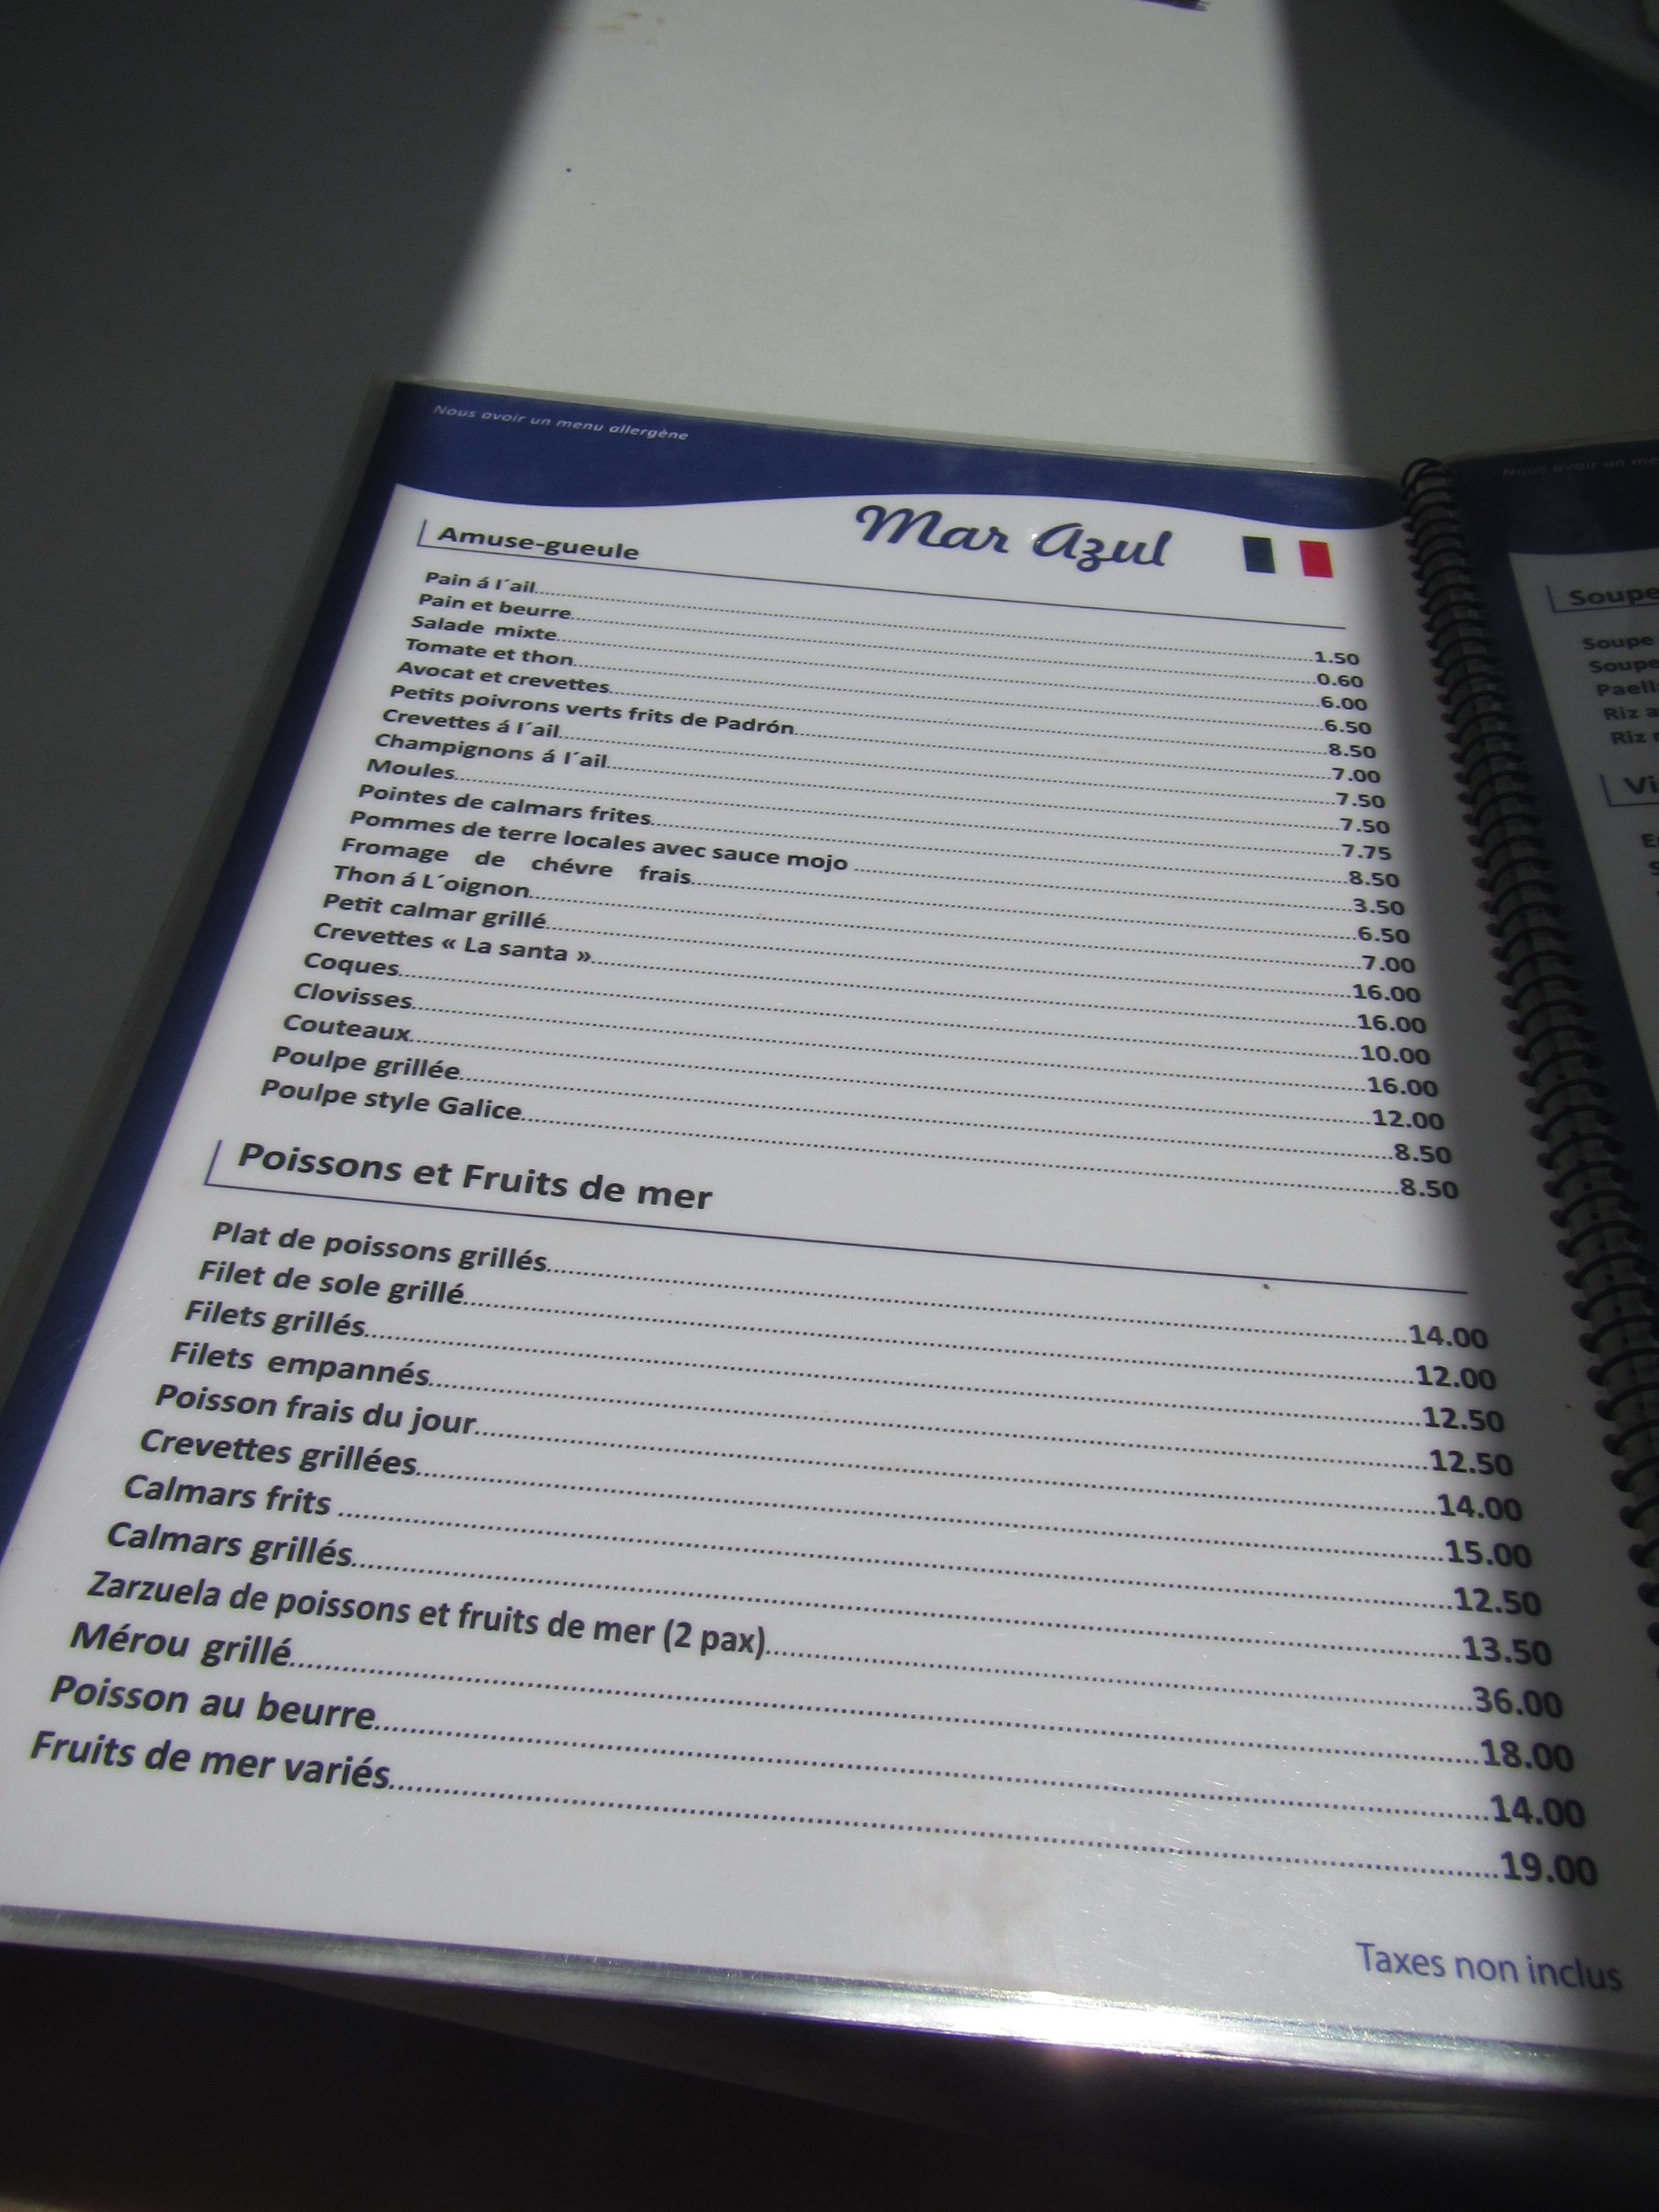 Nous avoir un menu allergène
Mar Azul
Amuse-gueule
Pain á l´ail 1.50
Pain et beurre 0.60
Salade mixte 6.00
Tomate et thon 6.50
Avocat et crevettes 8.50
Petits poivrons verts frits de Padrón 7.00
Crevettes á l´ail 7.50
Champignons á l´ail 7.50
Moules 7.75
Pointes de calmars frites 8.50
Pommes de terre locales avec sauce mojo 3.50
Fromage de chévre frais 6.50
Thon á L´oignon 7.00
Petit calmar grillé 16.00
Crevettes « La santa » 16.00
Coques 10.00
Clovisses 16.00
Couteaux 12.00
Poulpe grillée 8.50
Poulpe style Galice 8.50
Poissons et Fruits de mer
Plat de poissons grillés 14.00
Filet de sole grillé 12.00
Filets grillés 12.50
Filets empannés 12.50
Poisson frais du jour 14.00
Crevettes grillées 15.00
Calmars frits 12.50
Calmars grillés 13.50
Zarzuela de poissons et fruits de mer (2 pax) 36.00
Mérou grillé 18.00
Poisson au beurre 14.00
Fruits de mer variés 19.00
Taxes non inclus
Nous avoir un
Soupe
Soupe
Riz
Riz